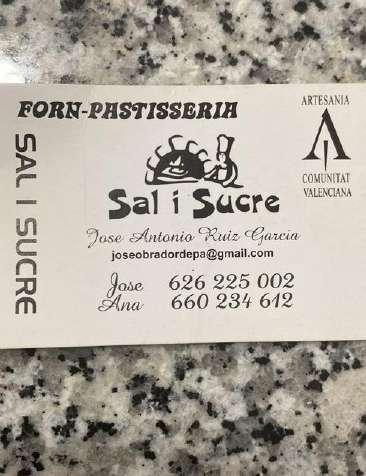 FORN-PASTISSERIA
SAL I SUCRE
ARTESANIA
COMUNITAT
VALENCIANA
Sal i Sucre
Jose Antonio Ruiz Garcia
joseobradordepa@gmail.com
Jose 626 225 002
Ana 660 234 612